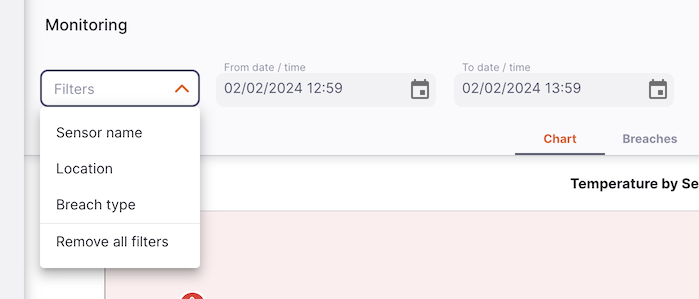 Monitoring
Filters
From date / time
02/02/2024 12:59
To date / time
02/02/2024 13:59
Sensor name
Location
Breach type
Remove all filters
Chart
Breaches
Temperature by Se